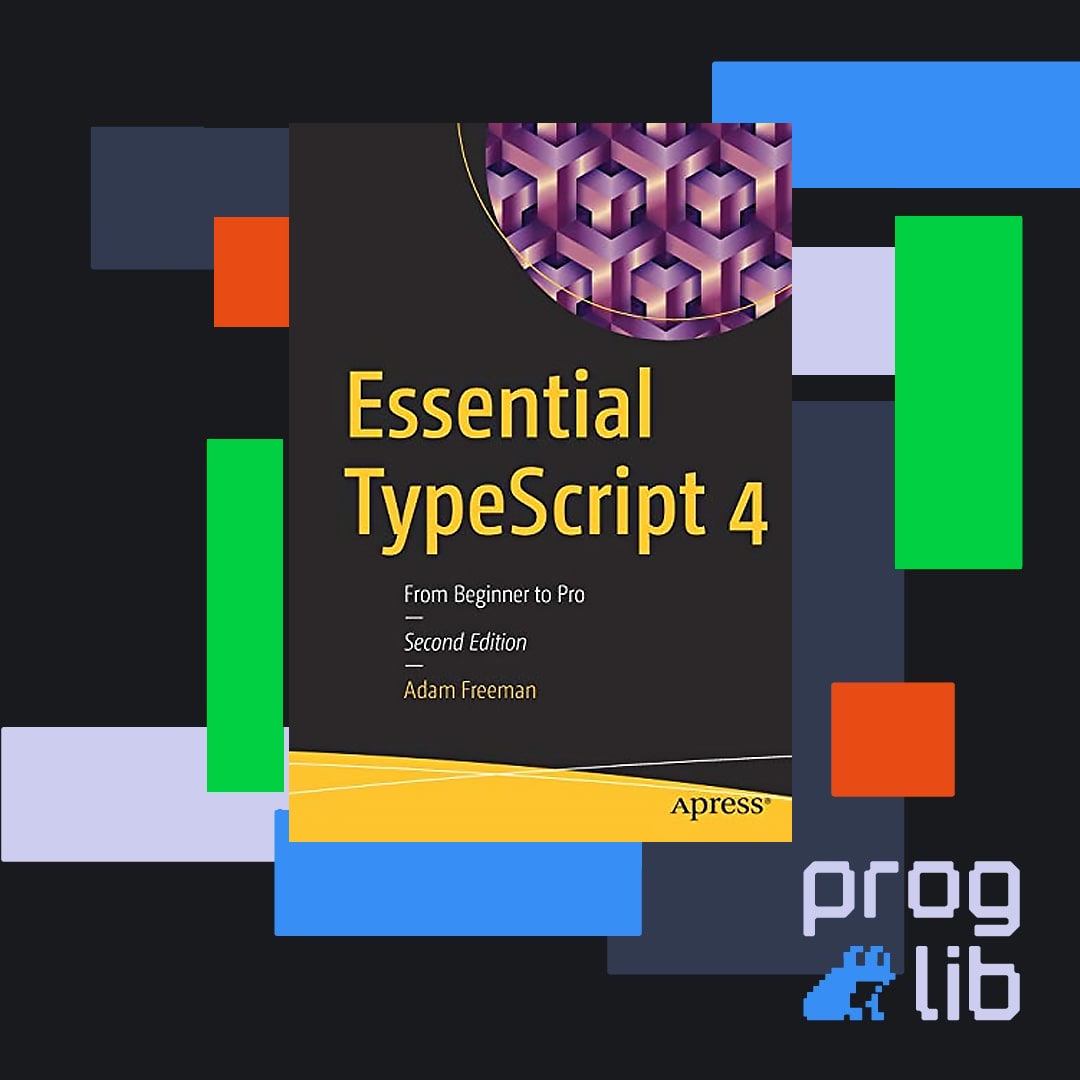 Essential
TypeScript 4
From Beginner to Pro
Second Edition
Adam Freeman
Apress®
prog
lib